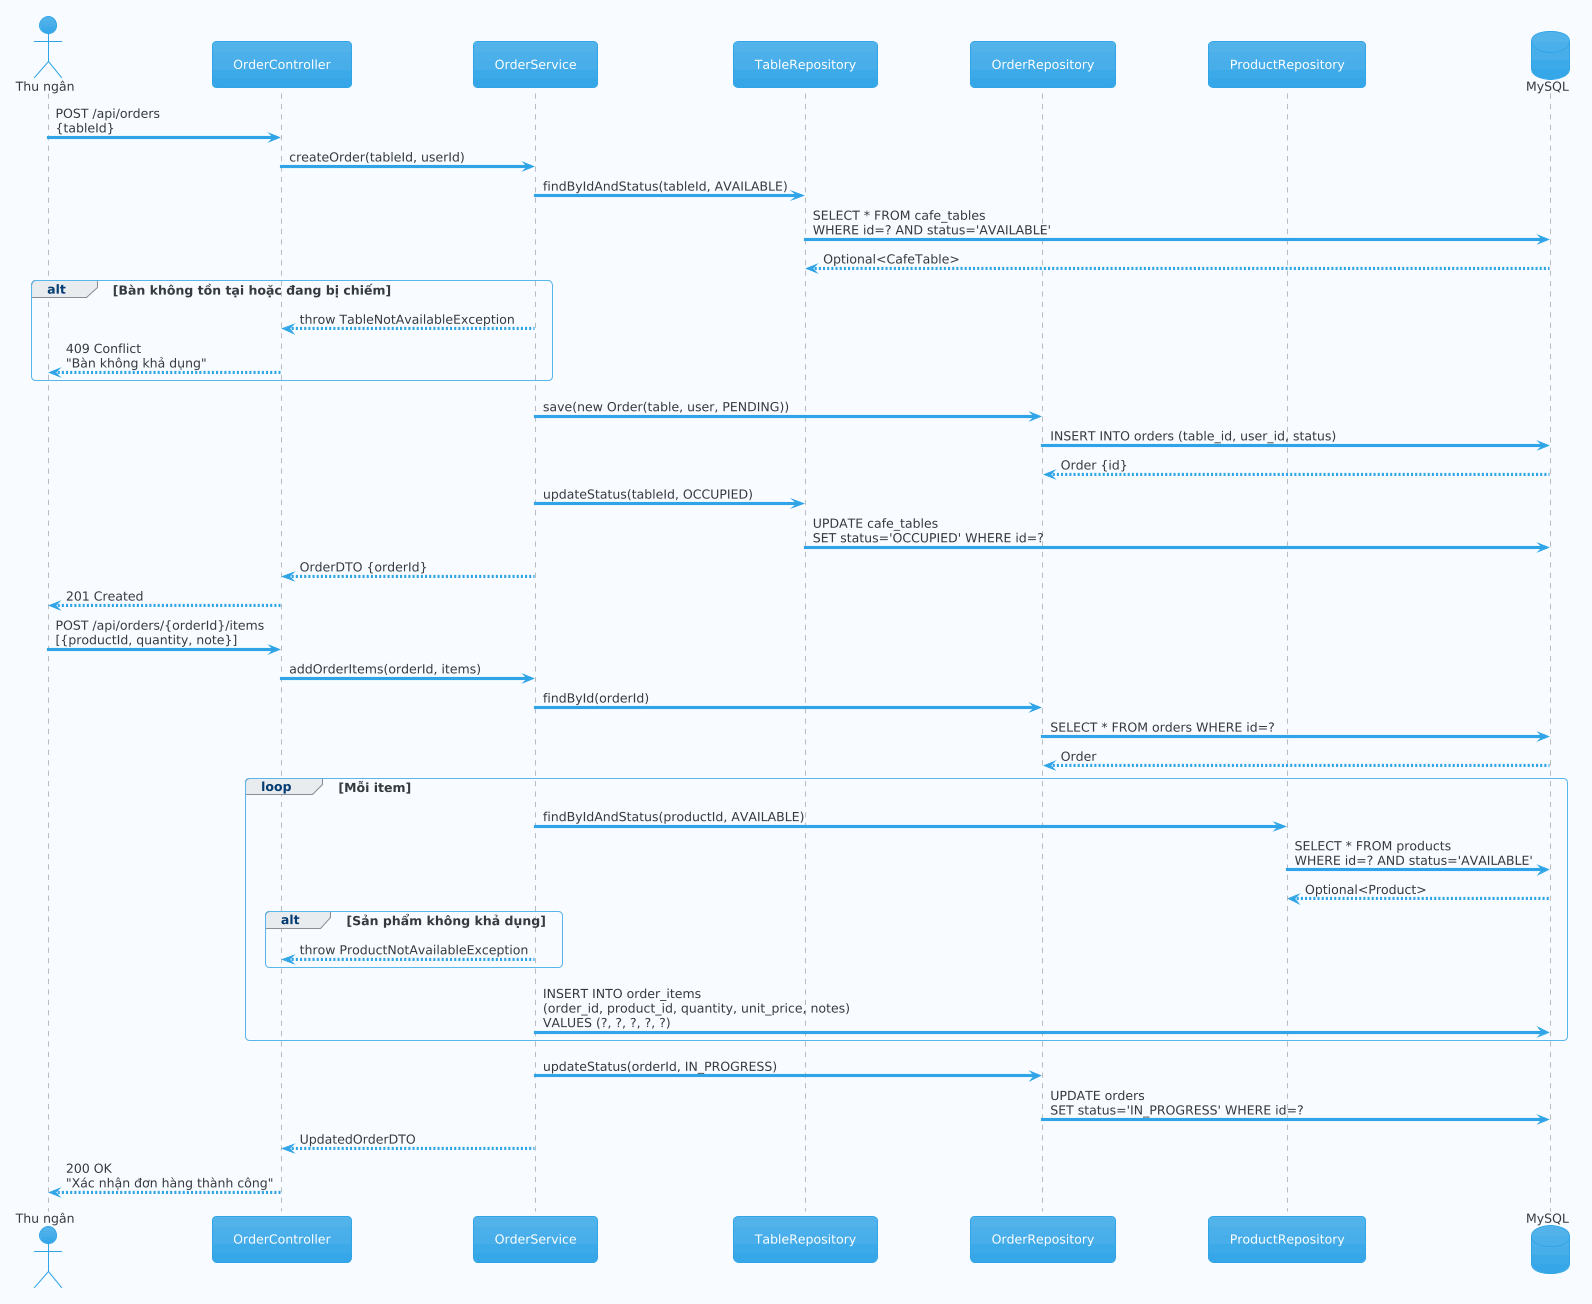 Thu ngân
OrderController
OrderService
TableRepository
OrderRepository
ProductRepository
MySQL
POST /api/orders
{tableId}
createOrder(tableId, userId)
findByIdAndStatus(tableId, AVAILABLE)
SELECT * FROM cafe_tables
WHERE id=? AND status='AVAILABLE'
Optional<CafeTable>
alt
[Bàn không tồn tại hoặc đang bị chiếm]
throw TableNotAvailableException
409 Conflict
"Bàn không khả dụng"
save(new Order(table, user, PENDING))
INSERT INTO orders (table_id, user_id, status)
Order {id}
updateStatus(tableId, OCCUPIED)
UPDATE cafe_tables
SET status='OCCUPIED' WHERE id=?
OrderDTO {orderId}
201 Created
POST /api/orders/{orderId}/items
[{productId, quantity, note}]
addOrderItems(orderId, items)
findById(orderId)
SELECT * FROM orders WHERE id=?
Order
loop
[Mỗi item]
findByIdAndStatus(productId, AVAILABLE)
SELECT * FROM products
WHERE id=? AND status='AVAILABLE'
Optional<Product>
alt
[Sản phẩm không khả dụng]
throw ProductNotAvailableException
INSERT INTO order_items
(order_id, product_id, quantity, unit_price, notes)
VALUES (?, ?, ?, ?, ?)
updateStatus(orderId, IN_PROGRESS)
UPDATE orders
SET status='IN_PROGRESS' WHERE id=?
UpdatedOrderDTO
200 OK
"Xác nhận đơn hàng thành công"
Thu ngân
OrderController
OrderService
TableRepository
OrderRepository
ProductRepository
MySQL